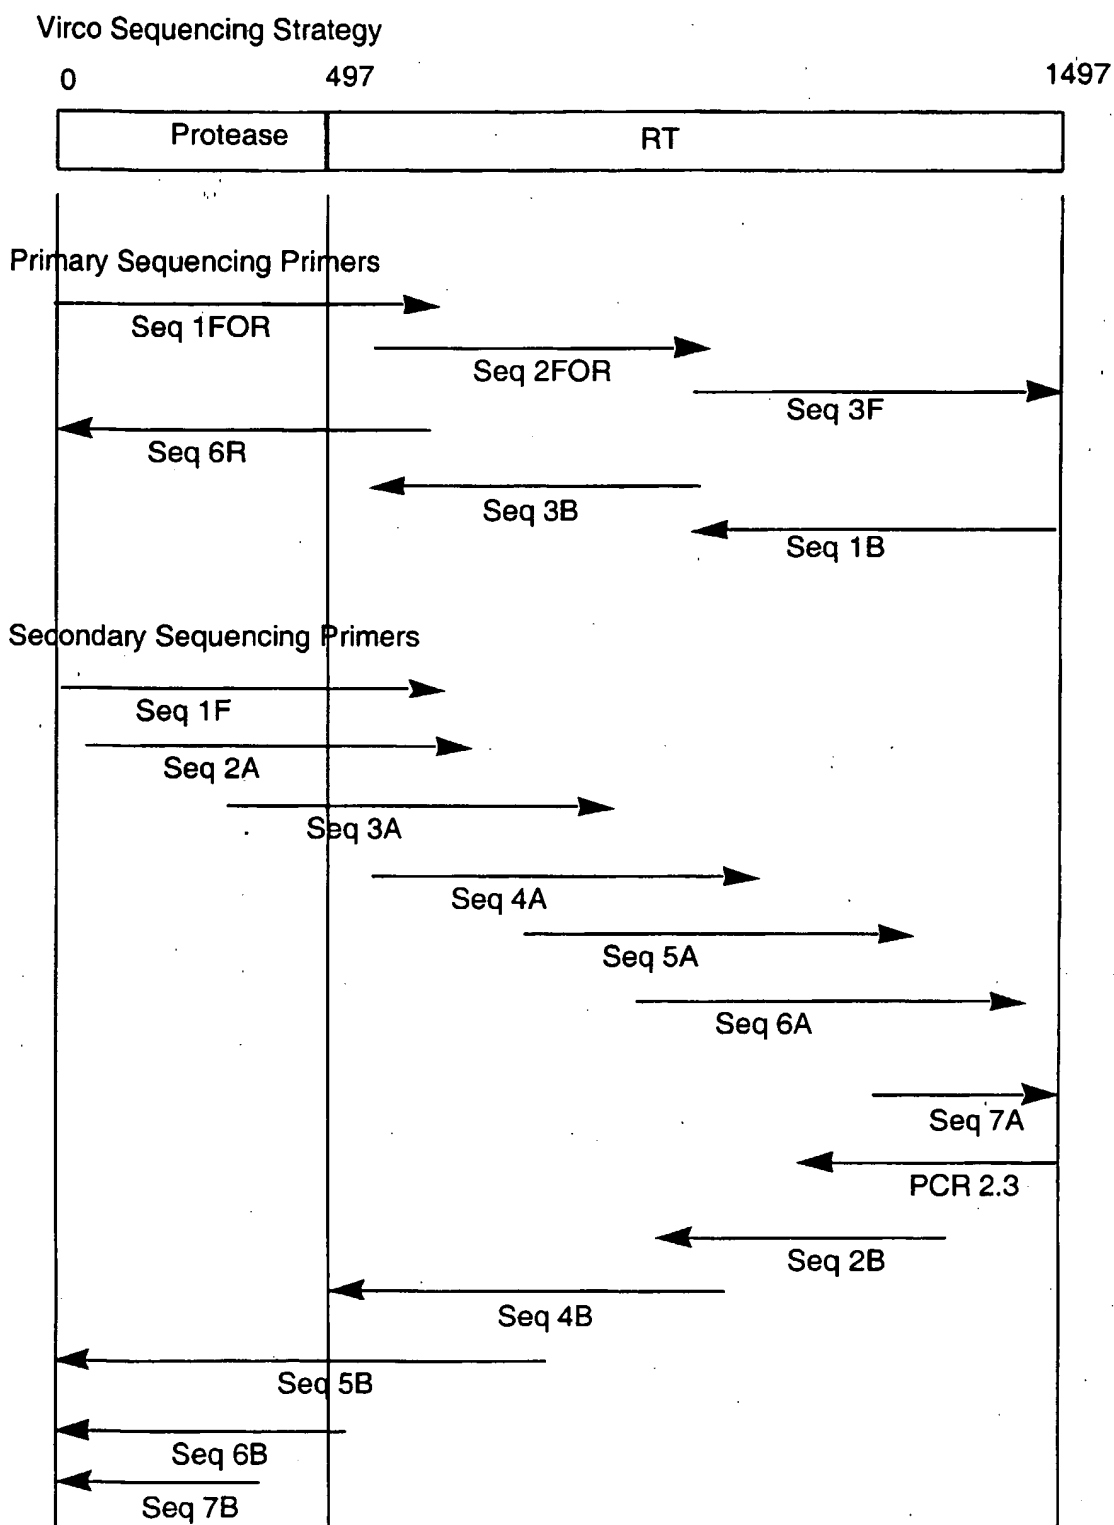 Virco Sequencing Strategy
0 497 1497
Protease RT
Primary Sequencing Primers
Seq 1FOR
Seq 2FOR
Seq 3F
Seq 6R
Seq 3B
Seq 1B
Secondary Sequencing Primers
Seq 1F
Seq 2A
Seq 3A
Seq 4A
Seq 5A
Seq 6A
Seq 7A
PCR 2.3
Seq 2B
Seq 4B
Seq 5B
Seq 6B
Seq 7B